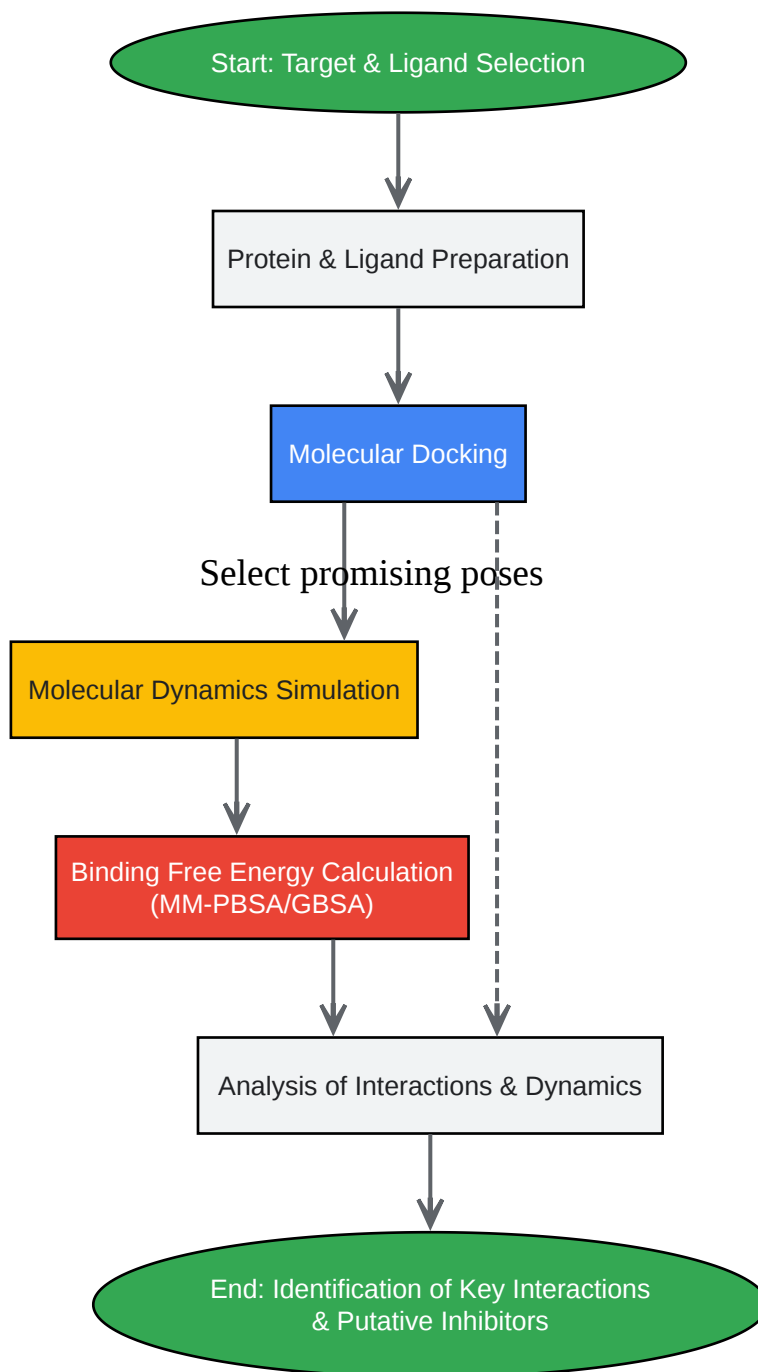 Start: Target & Ligand Selection
Protein & Ligand Preparation
Molecular Docking
Select promising poses
Molecular Dynamics Simulation
Binding Free Energy Calculation
(MM-PBSA/GBSA)
Analysis of Interactions & Dynamics
End: Identification of Key Interactions
& Putative Inhibitors